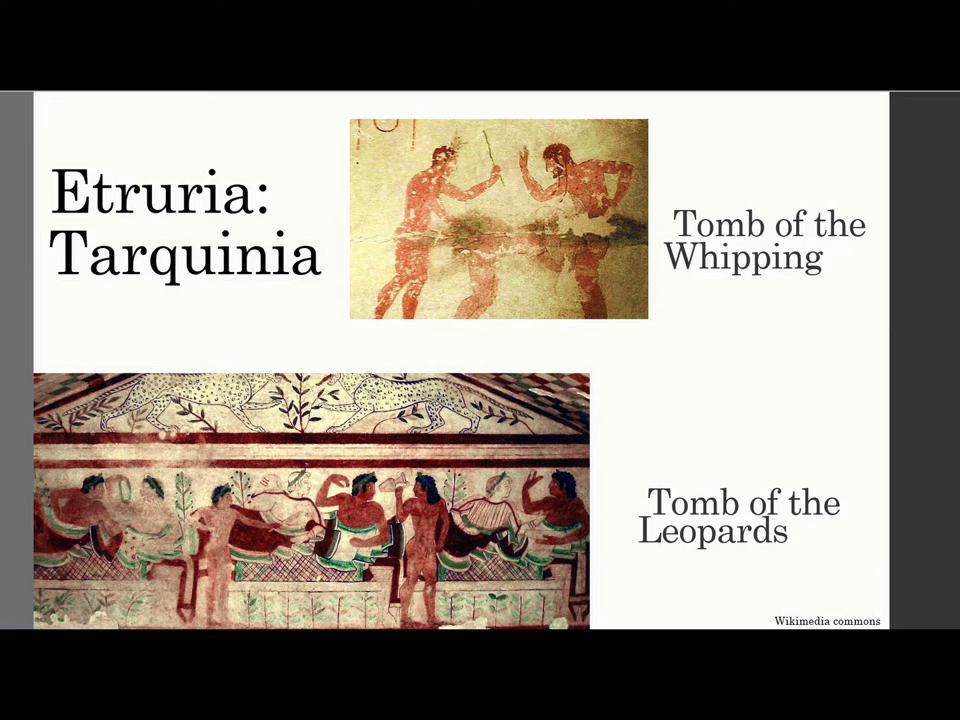 Etruria:
Tarquinia
Tomb of the
Whipping
Tomb of the
Leopards
Wikimedia commons